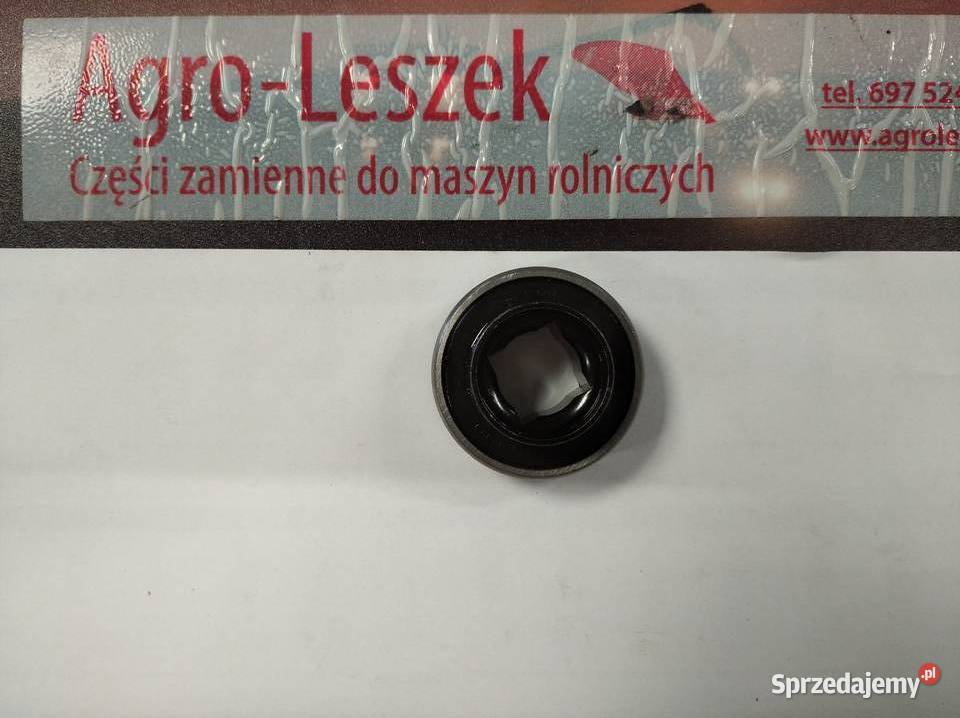 Agro-Leszek
Części zamienne do maszyn rolniczych
tel. 697 524
www.agrole
Sprzedajemy.pl